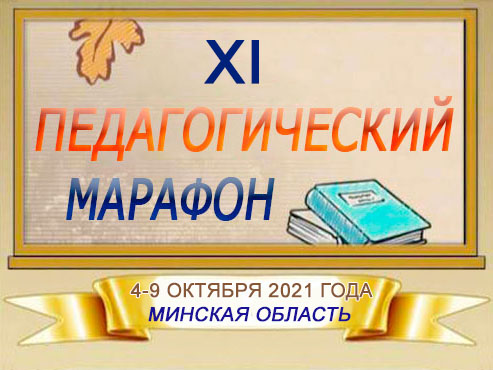 XI
ПЕДАГОГИЧЕСКИЙ
МАРАФОН
4-9 ОКТЯБРЯ 2021 ГОДА
МИНСКАЯ ОБЛАСТЬ